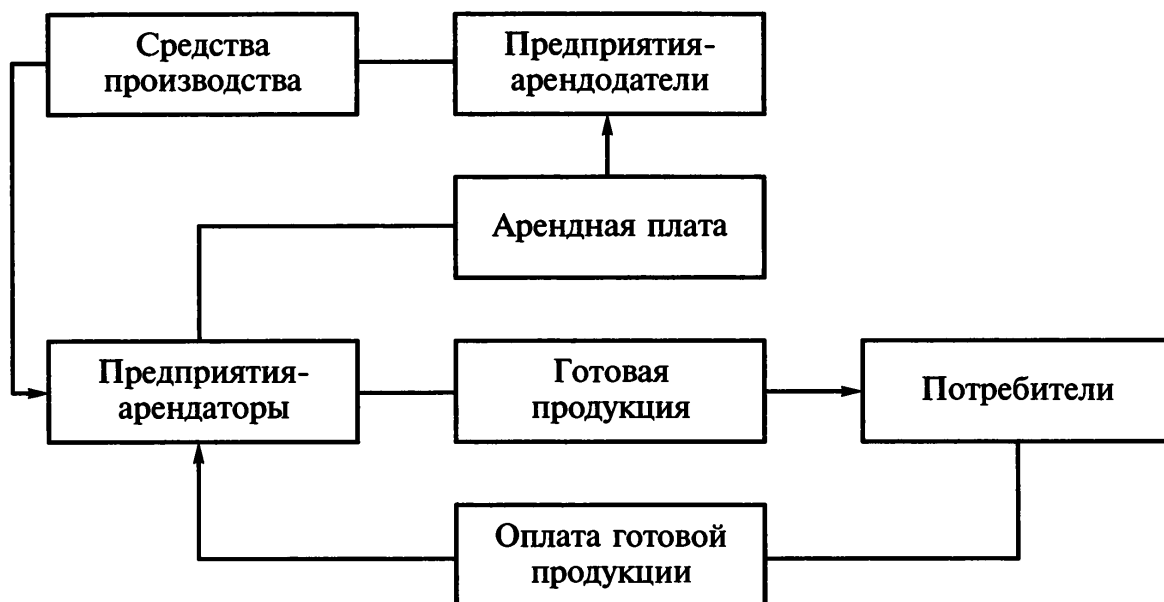 Средства
производства
Предприятия-
арендодатели
Арендная плата
Предприятия-
арендаторы
Готовая
продукция
Потребители
Оплата готовой
продукции